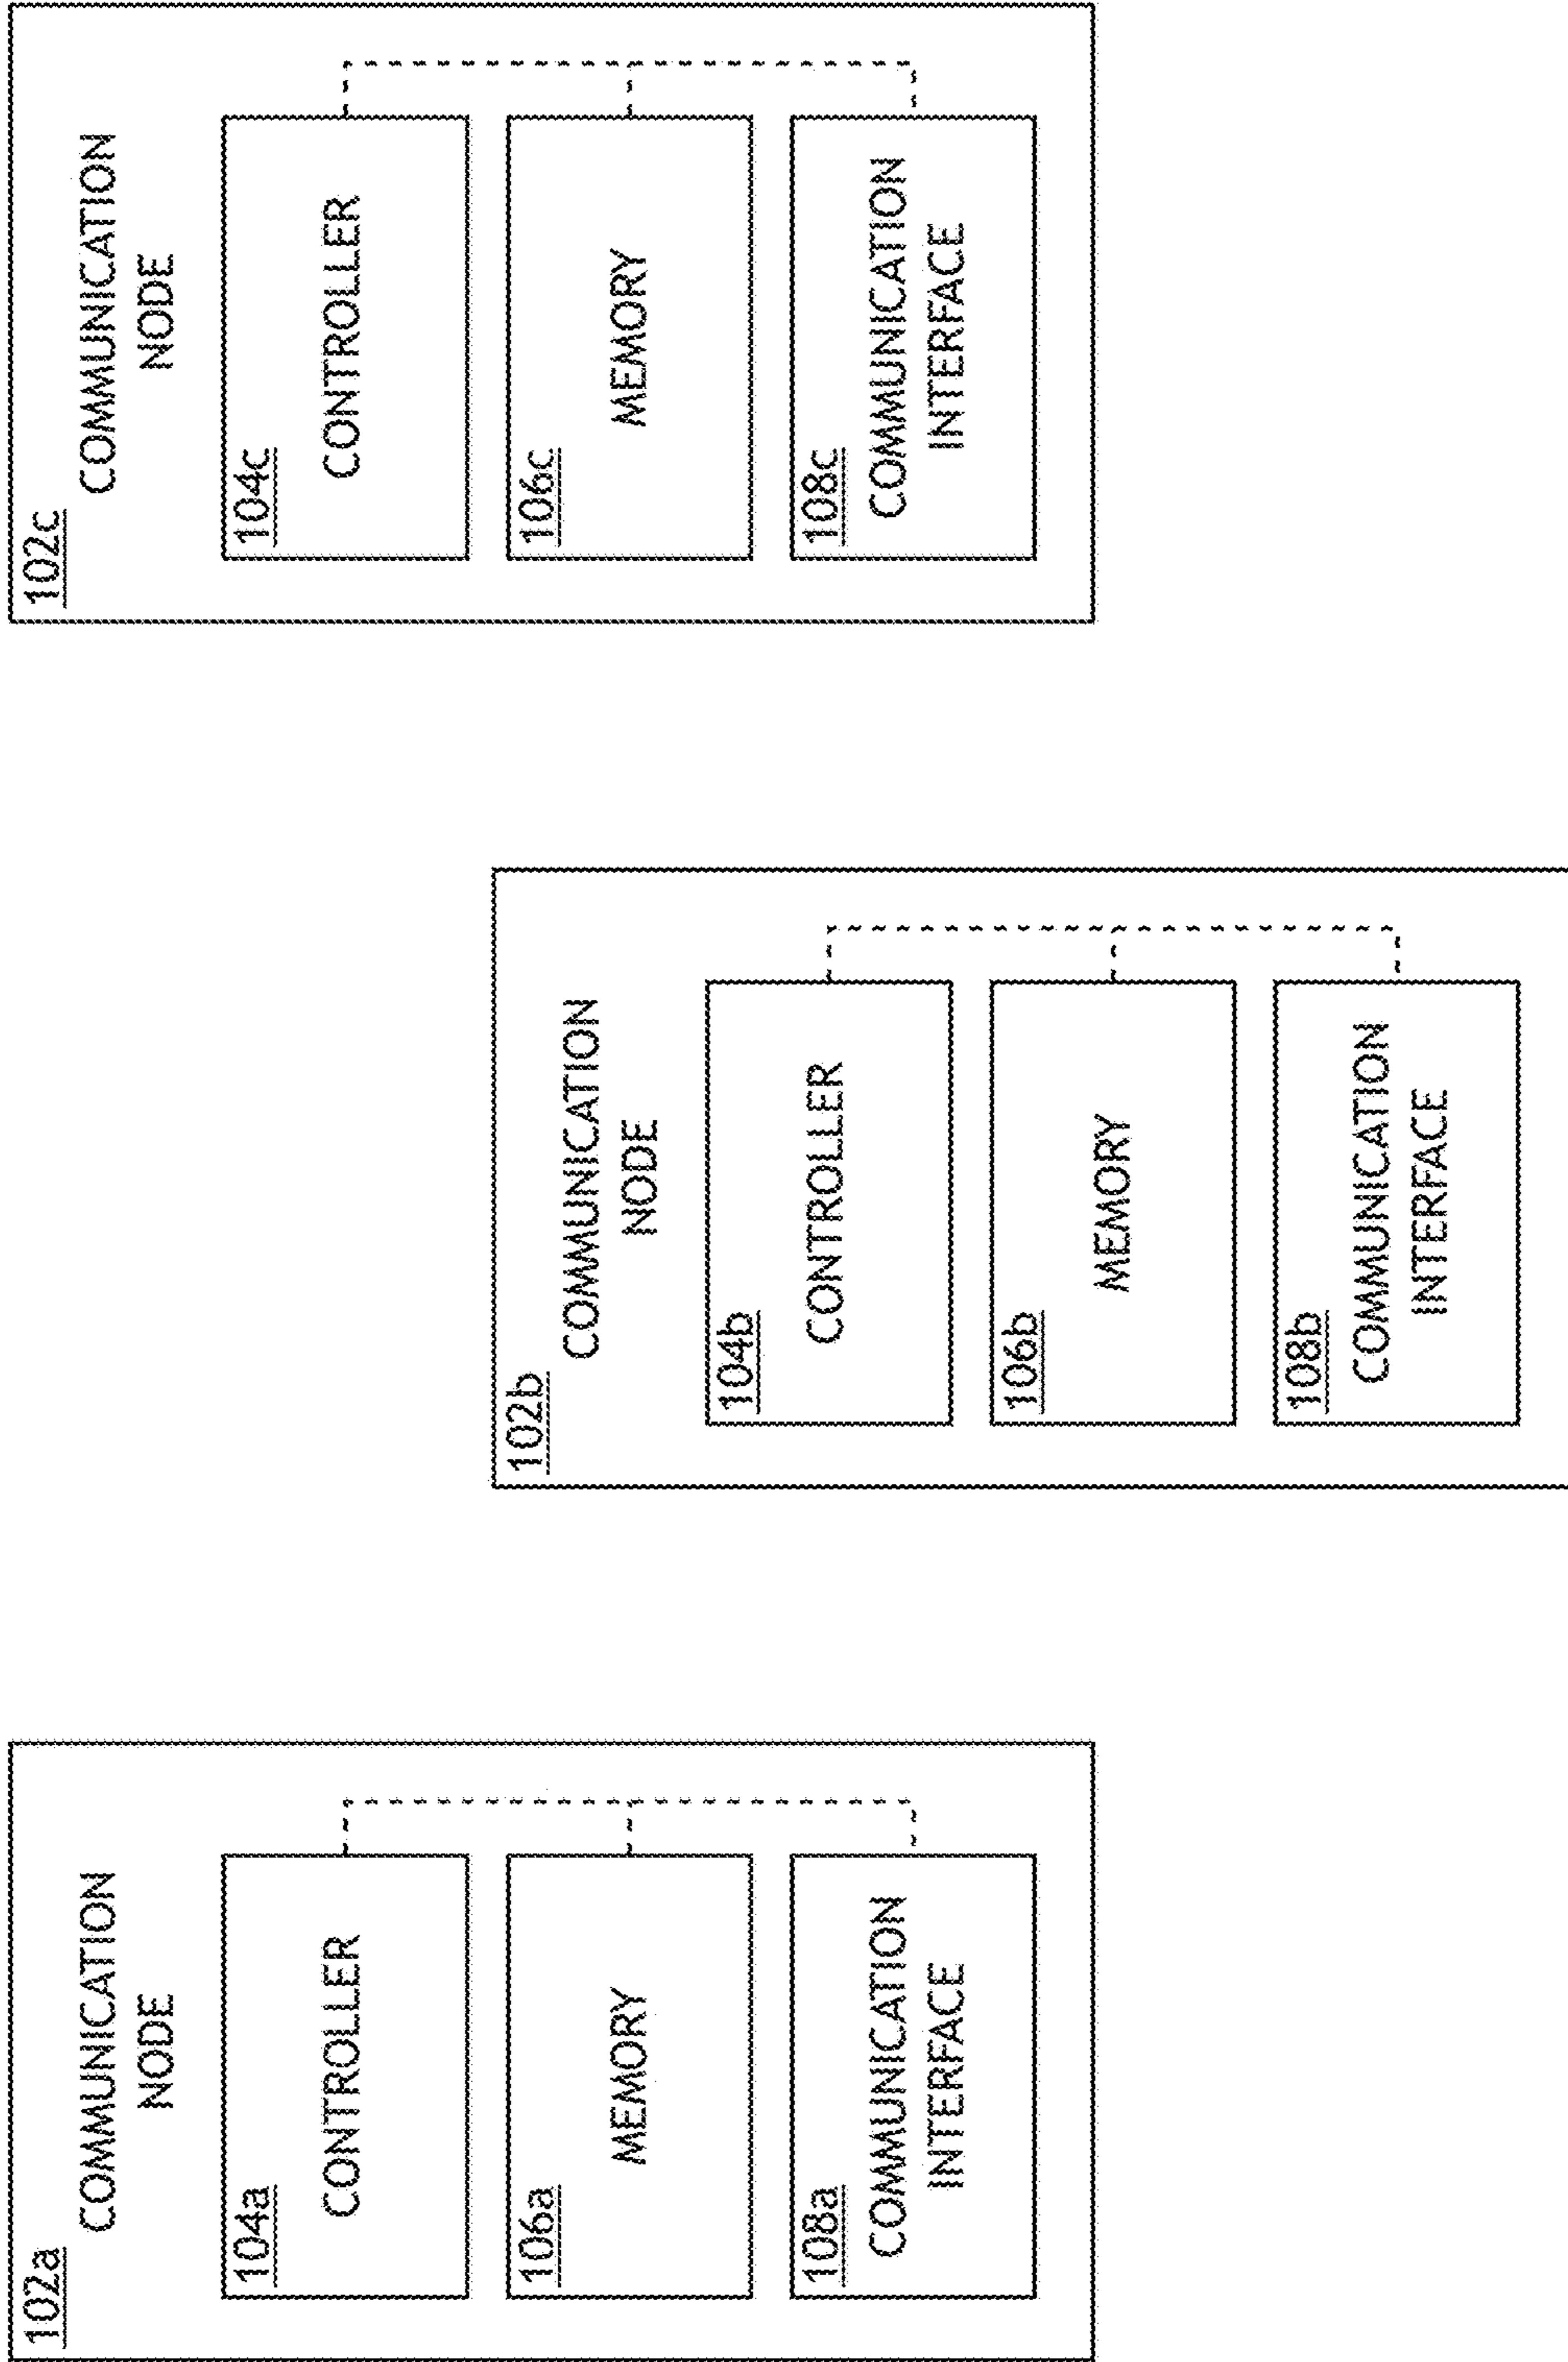 102a
COMMUNICATION
NODE
104a
CONTROLLER
106a
MEMORY
108a
COMMUNICATION
INTERFACE
102b
COMMUNICATION
NODE
104b
CONTROLLER
106b
MEMORY
108b
COMMUNICATION
INTERFACE
102c
COMMUNICATION
NODE
104c
CONTROLLER
106c
MEMORY
108c
COMMUNICATION
INTERFACE